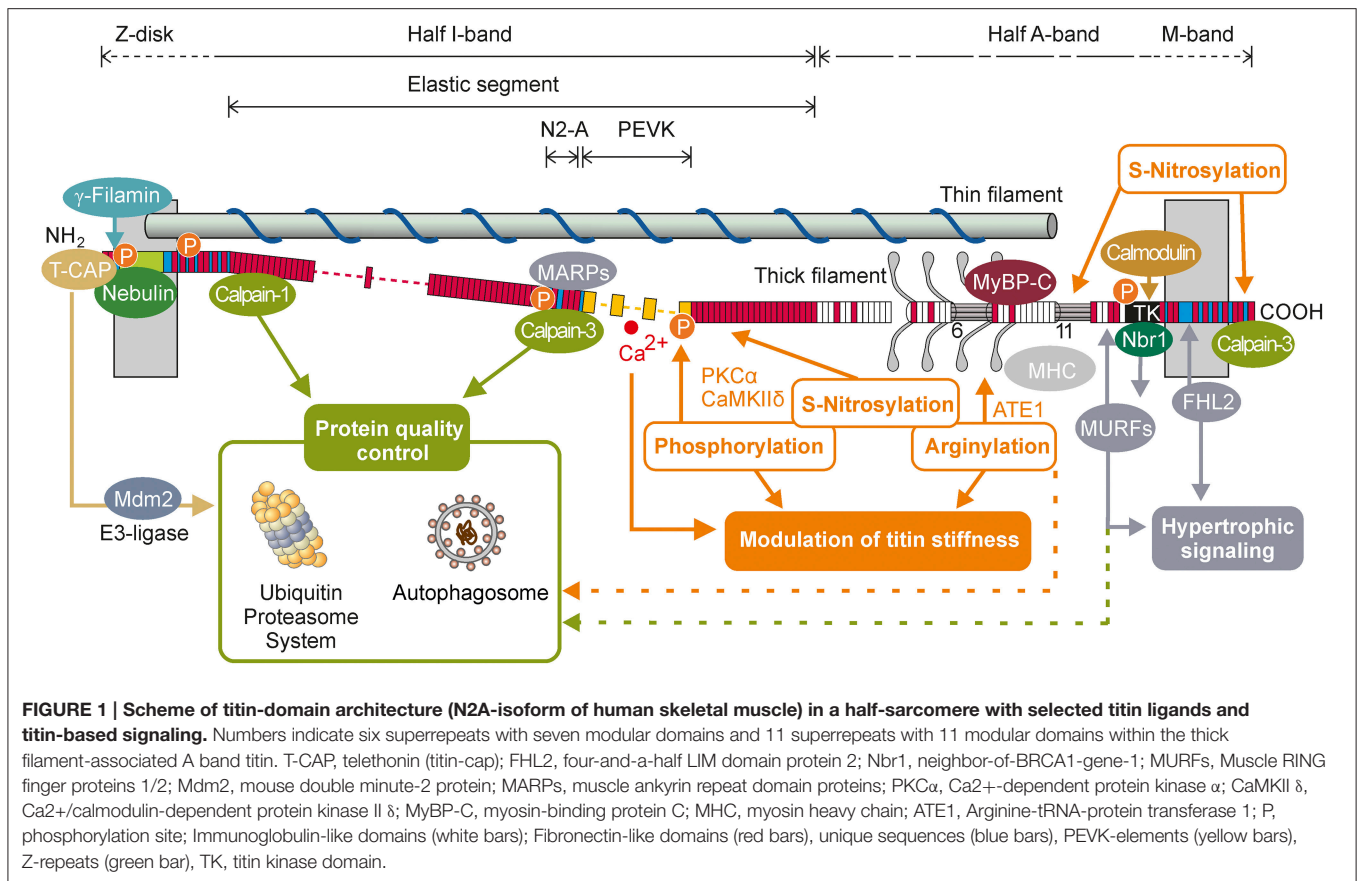 Z-disk
Half I-band
Half A-band
M-band
Elastic segment
N2-A
PEVK
S-Nitrosylation
γ-Filamin
Thin filament
NH2
P
P
T-CAP
Nebulin
Calpain-1
MARPs
P
Calpain-3
Thick filament
MyBP-C
Calmodulin
P
TK
COOH
6
11
Nbr1
Calpain-3
Ca2+
P
MHC
PKCα
CaMKIIδ
S-Nitrosylation
ATE1
MURFs
FHL2
Protein quality
control
Phosphorylation
Arginylation
Mdm2
E3-ligase
Modulation of titin stiffness
Hypertrophic
signaling
Ubiquitin
Proteasome
System
Autophagosome
FIGURE 1 | Scheme of titin-domain architecture (N2A-isoform of human skeletal muscle) in a half-sarcomere with selected titin ligands and
titin-based signaling. Numbers indicate six superrepeats with seven modular domains and 11 superrepeats with 11 modular domains within the thick
filament-associated A band titin. T-CAP, telethonin (titin-cap); FHL2, four-and-a-half LIM domain protein 2; Nbr1, neighbor-of-BRCA1-gene-1; MURFs, Muscle RING
finger proteins 1/2; Mdm2, mouse double minute-2 protein; MARPs, muscle ankyrin repeat domain proteins; PKCα, Ca2+-dependent protein kinase α; CaMKII δ,
Ca2+/calmodulin-dependent protein kinase II δ; MyBP-C, myosin-binding protein C; MHC, myosin heavy chain; ATE1, Arginine-tRNA-protein transferase 1; P,
phosphorylation site; Immunoglobulin-like domains (white bars); Fibronectin-like domains (red bars), unique sequences (blue bars), PEVK-elements (yellow bars),
Z-repeats (green bar), TK, titin kinase domain.